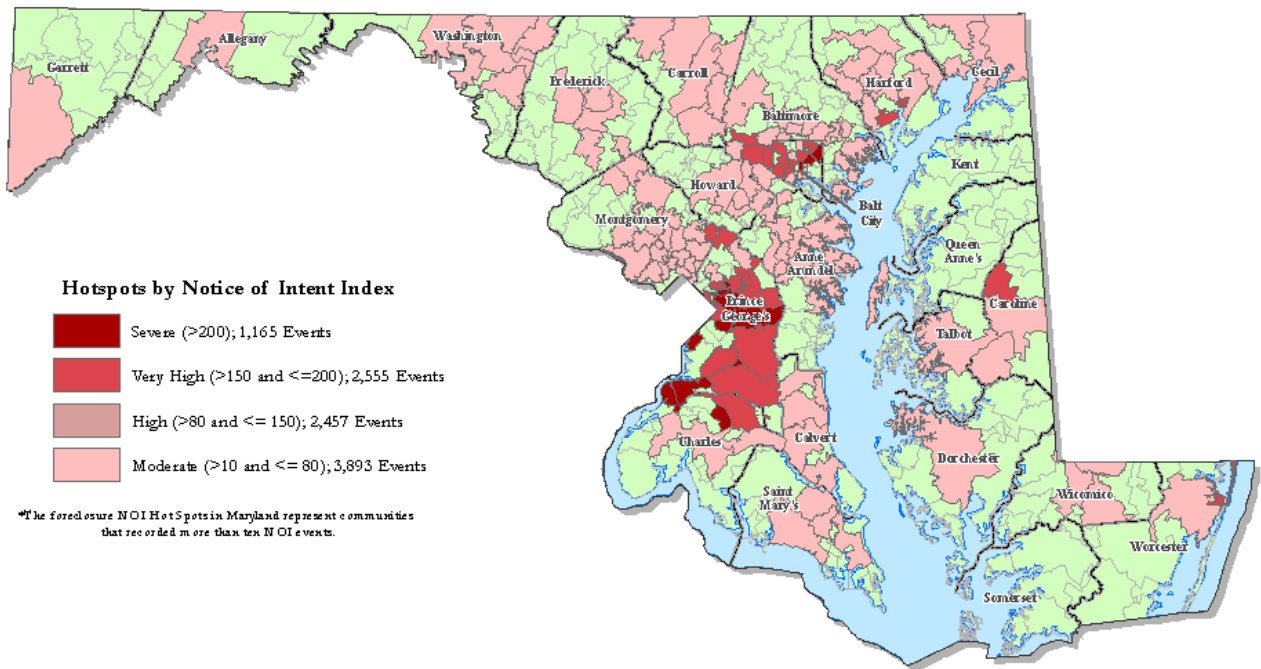 Garrett
Allegany
Washington
Frederick
Carroll
Baltimore
Harford
Cecil
Kent
Howard
Montgomery
Balt
City
Queen
Anne's
Anne
Arundel
Prince
George's
Caroline
Talbot
Charles
Calvert
Dorchester
Saint
Mary's
Wicomico
Worcester
Somerset
Hotspots by Notice of Intent Index
Severe (>200); 1,165 Events
Very High (>150 and <=200); 2,555 Events
High (>80 and <= 150); 2,457 Events
Moderate (>10 and <= 80); 3,893 Events
*The foreclosure NOI Hot Spots in Maryland represent communities
that recorded more than ten NOI events.